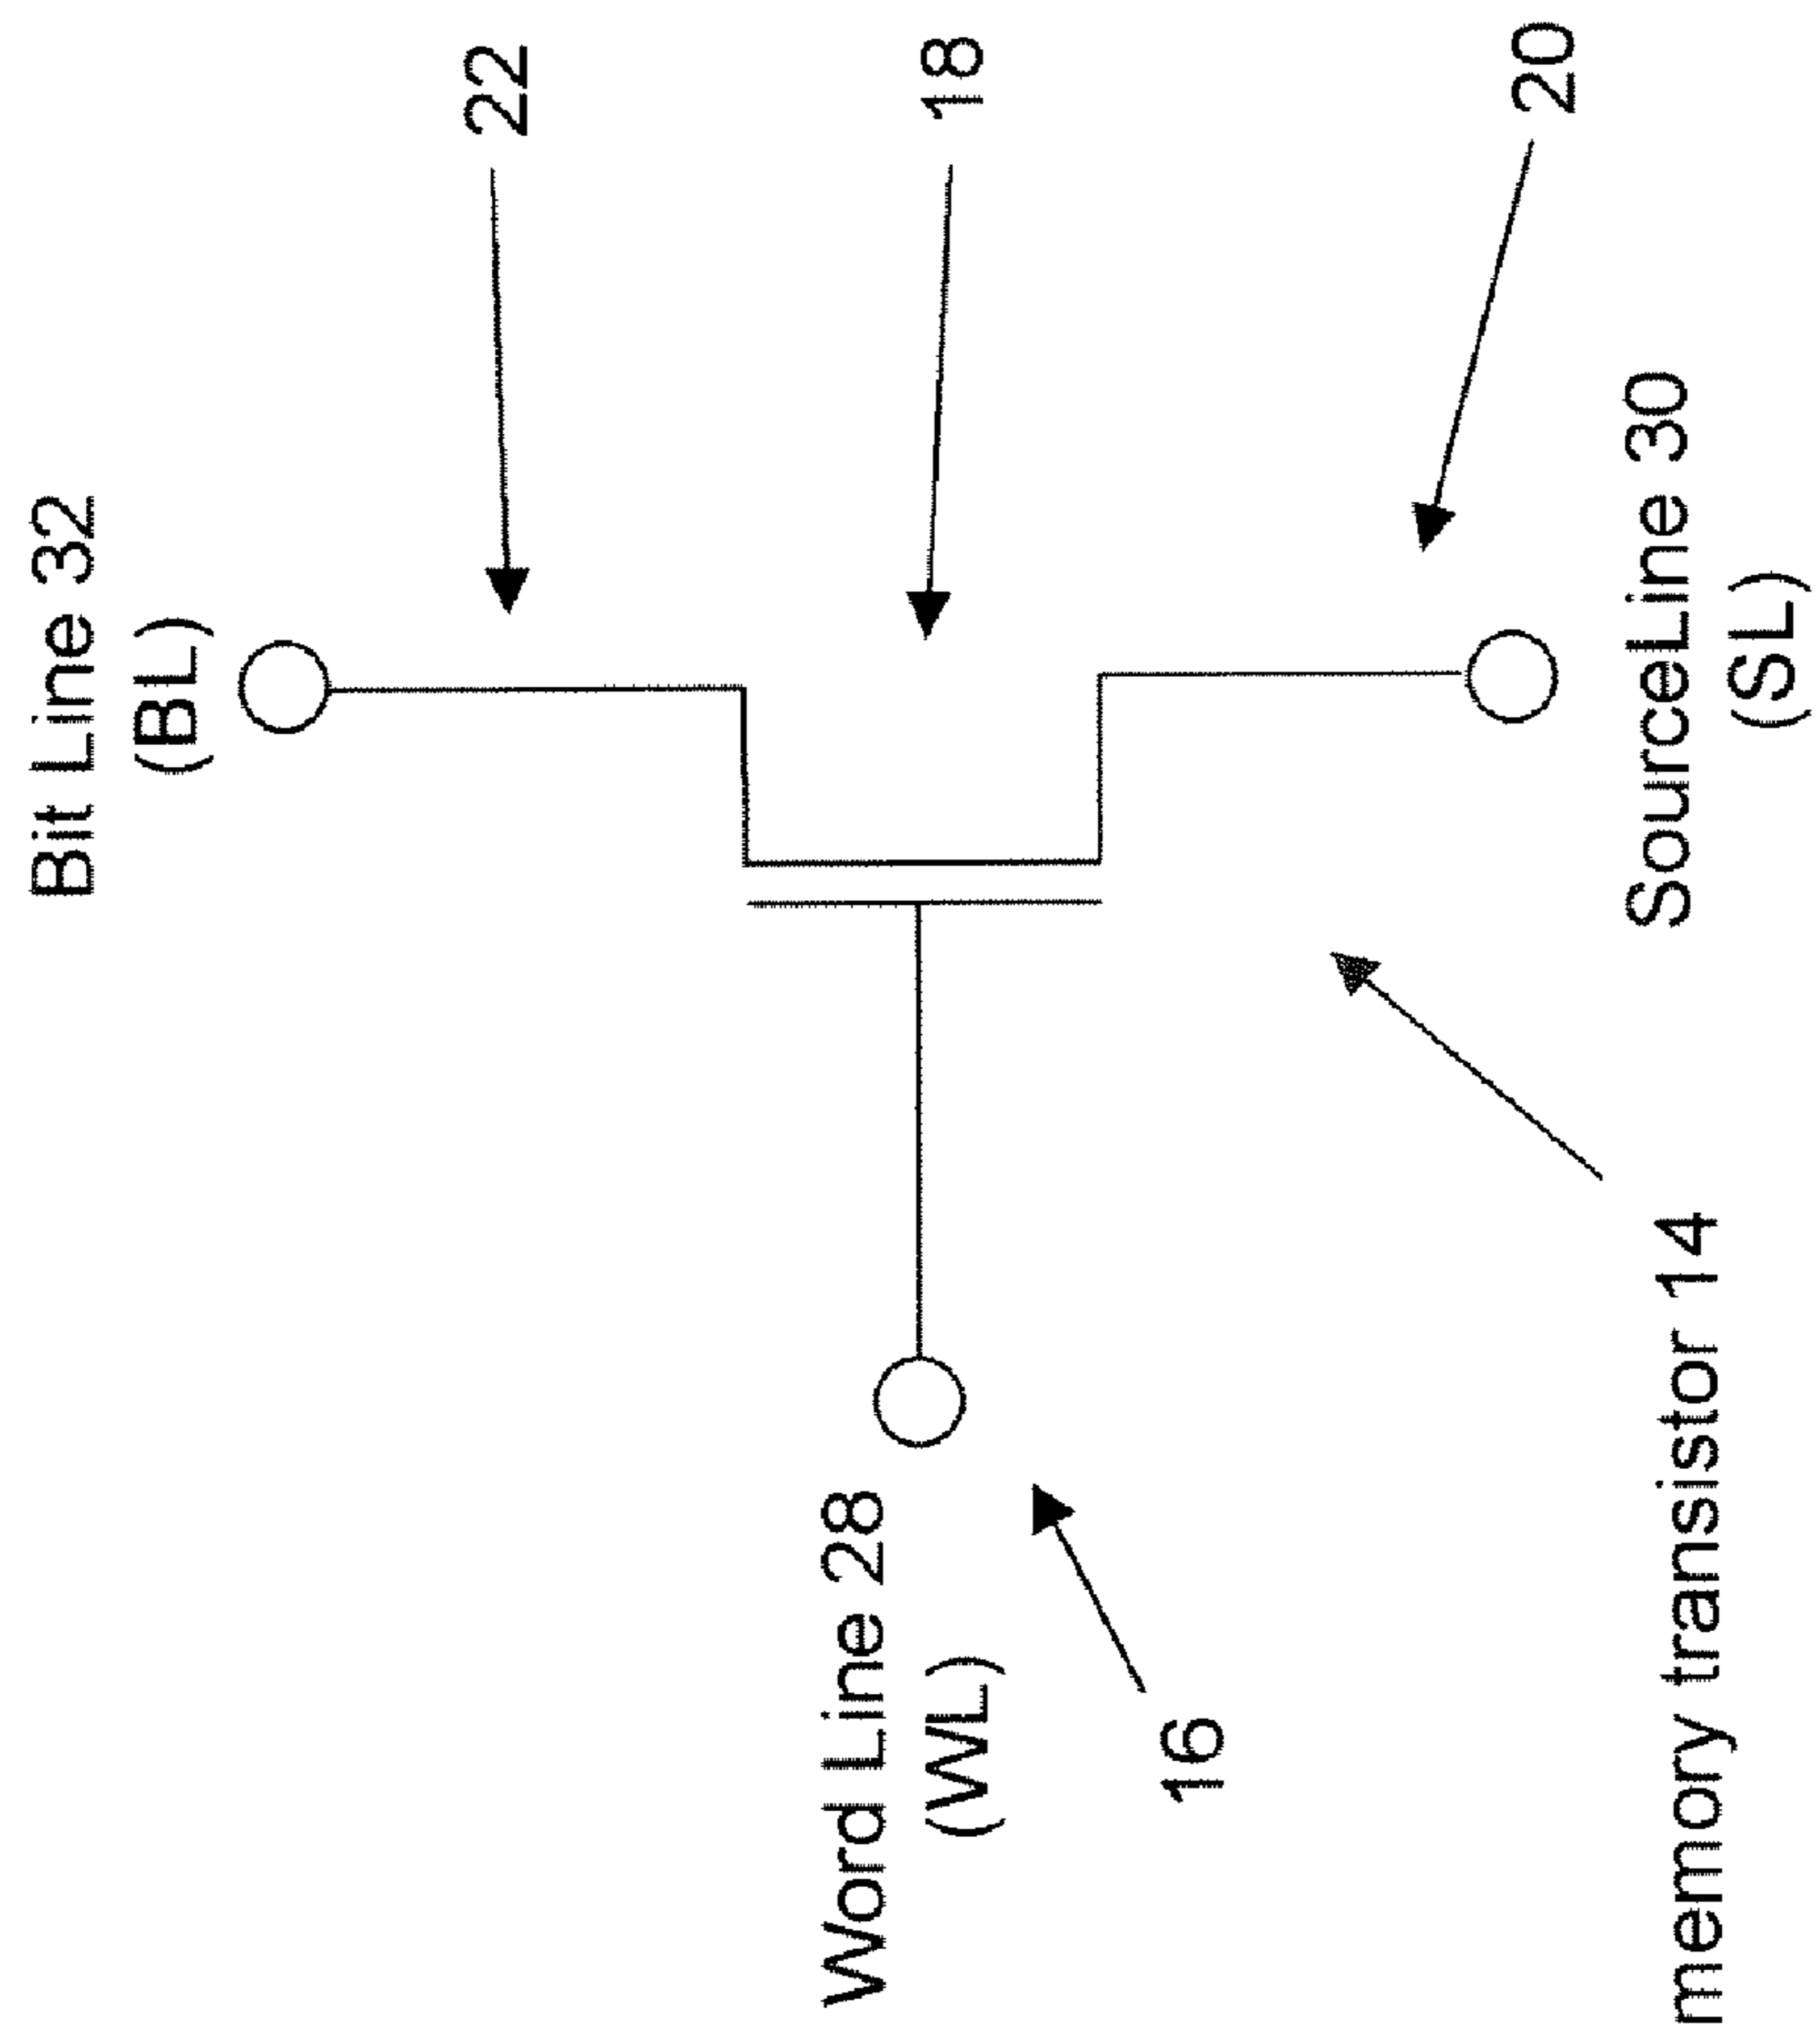 Bit Line 32
(BL)
22
18
20
SourceLine 30
(SL)
Word Line 28
(WL)
16
memory transistor 14